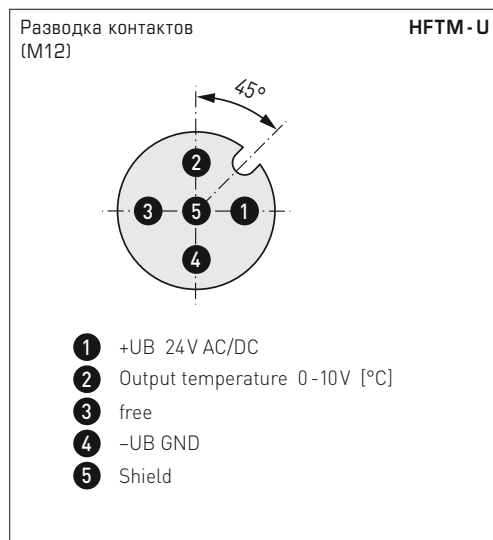 Разводка контактов HFTM-U
(M12)
45°
2
3 5 1
4
1 +UB 24V AC/DC
2 Output temperature 0-10V [°C]
3 free
4 –UB GND
5 Shield